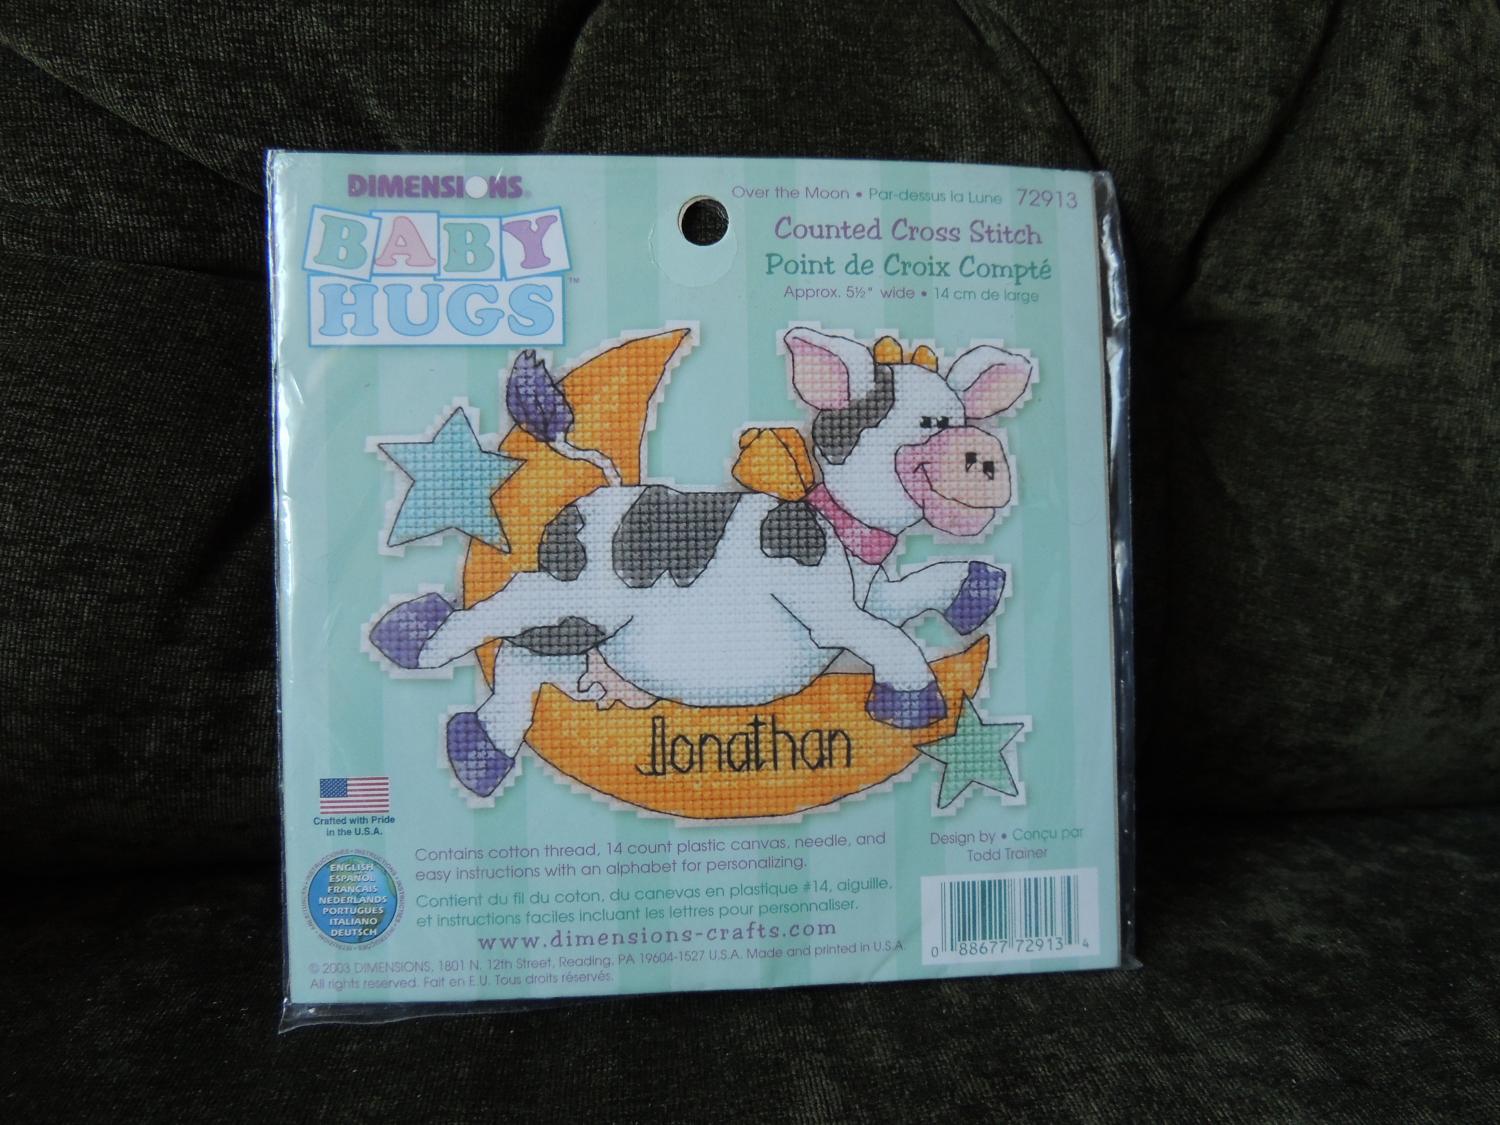 DIMENSIONS®
BABY
HUGS™
Over the Moon • Par-dessus la Lune 72913
Counted Cross Stitch
Point de Croix Compté
Approx. 5½" wide • 14 cm de large
Jonathan
Crafted with Pride
in the U.S.A.
ENGLISH
ESPAÑOL
FRANÇAIS
NEDERLANDS
PORTUGUES
ITALIANO
DEUTSCH
Contains cotton thread, 14 count plastic canvas, needle, and
easy instructions with an alphabet for personalizing.
Contient du fil du coton, du canevas en plastique #14, aiguille,
et instructions faciles incluant les lettres pour personnaliser.
www.dimensions-crafts.com
© 2003 DIMENSIONS, 1801 N. 12th Street, Reading, PA 19604-1527 U.S.A. Made and printed in U.S.A.
All rights reserved. Fait en E.U. Tous droits réservés.
Design by • Conçu par
Todd Trainer
0 88677 72913 4